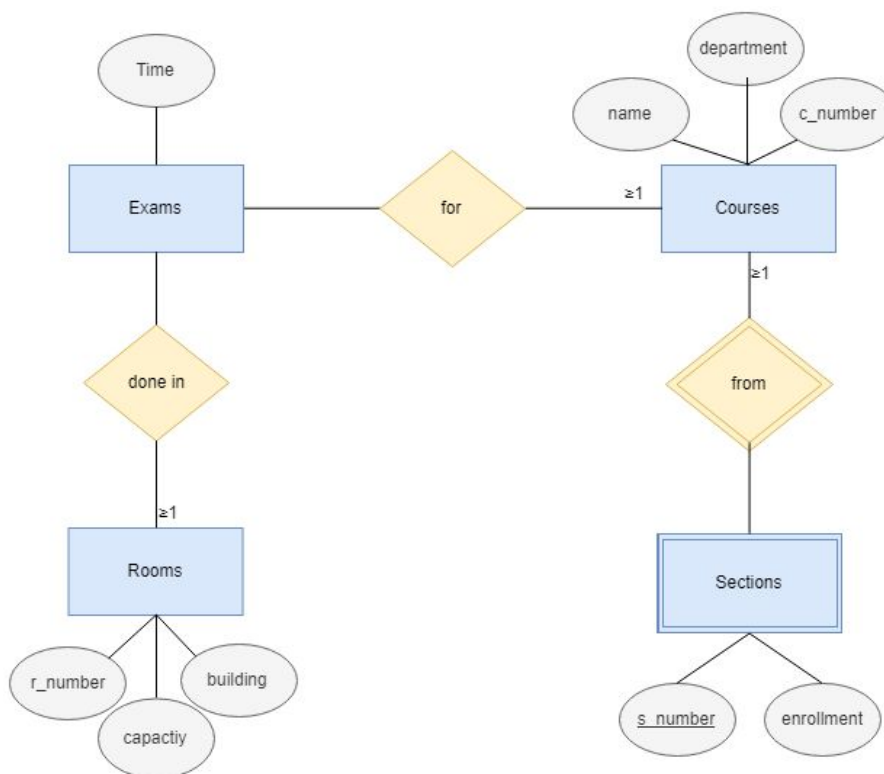 department
Time
name
c_number
Exams
for
≥1
Courses
≥1
done in
from
≥1
Rooms
Sections
r_number
building
capactiy
s_number
enrollment